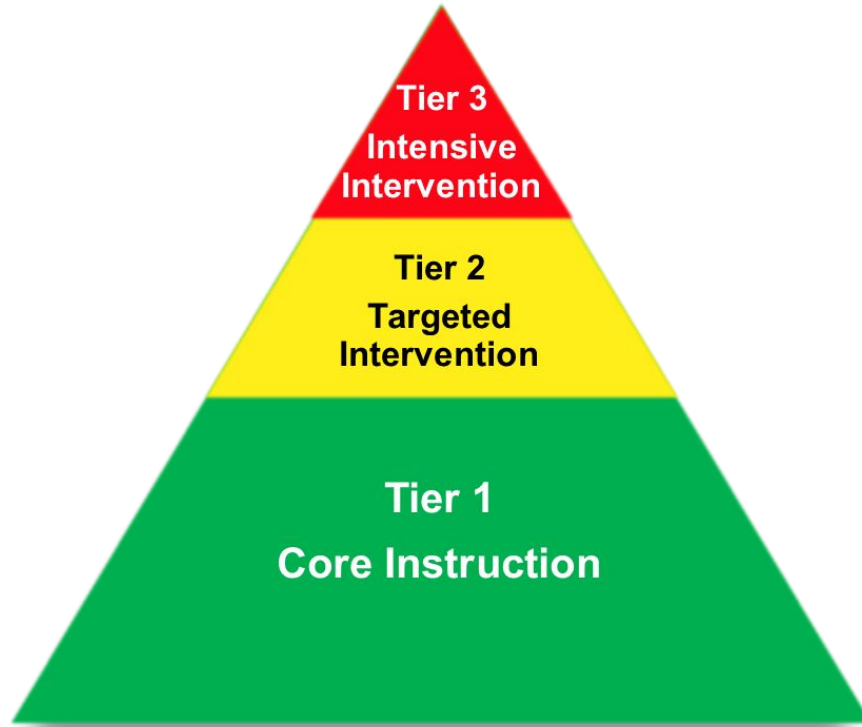 Tier 3
Intensive
Intervention
Tier 2
Targeted
Intervention
Tier 1
Core Instruction